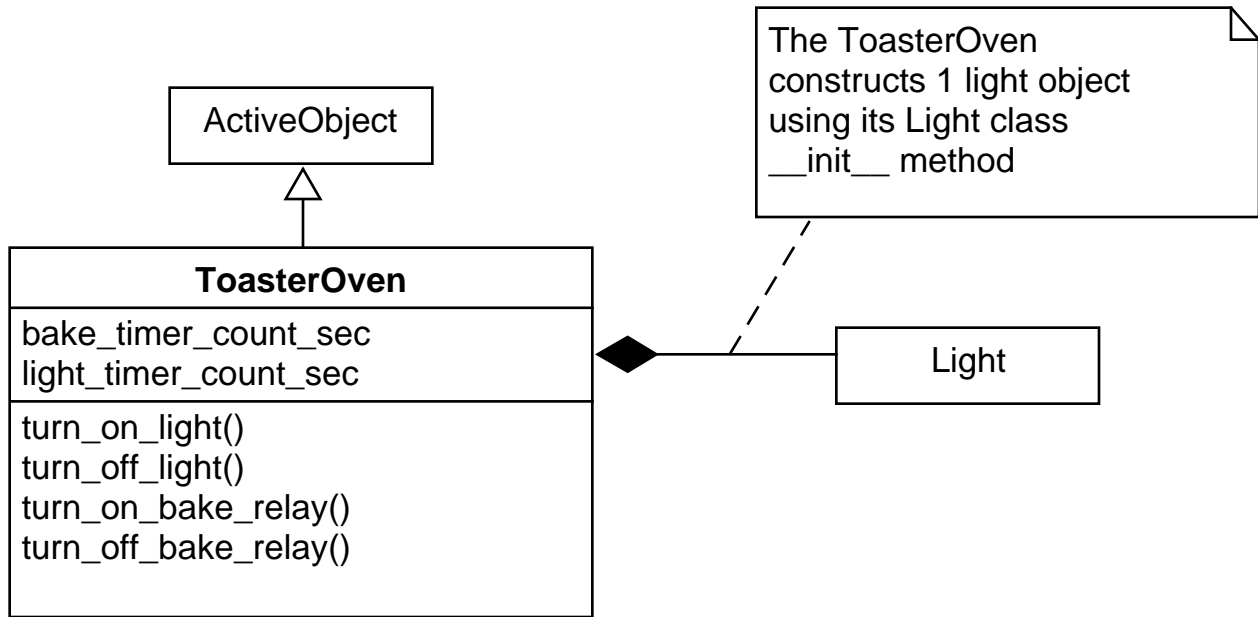 The ToasterOven
constructs 1 light object
using its Light class
__init__ method
ActiveObject
ToasterOven
bake_timer_count_sec
light_timer_count_sec
Light
turn_on_light()
turn_off_light()
turn_on_bake_relay()
turn_off_bake_relay()